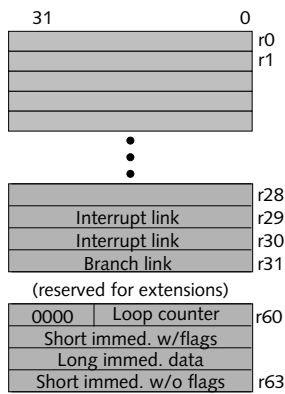 31 0
r0
r1
r28
Interrupt link r29
Interrupt link r30
Branch link r31
(reserved for extensions)
0000 Loop counter r60
Short immed. w/flags
Long immed. data
Short immed. w/o flags r63